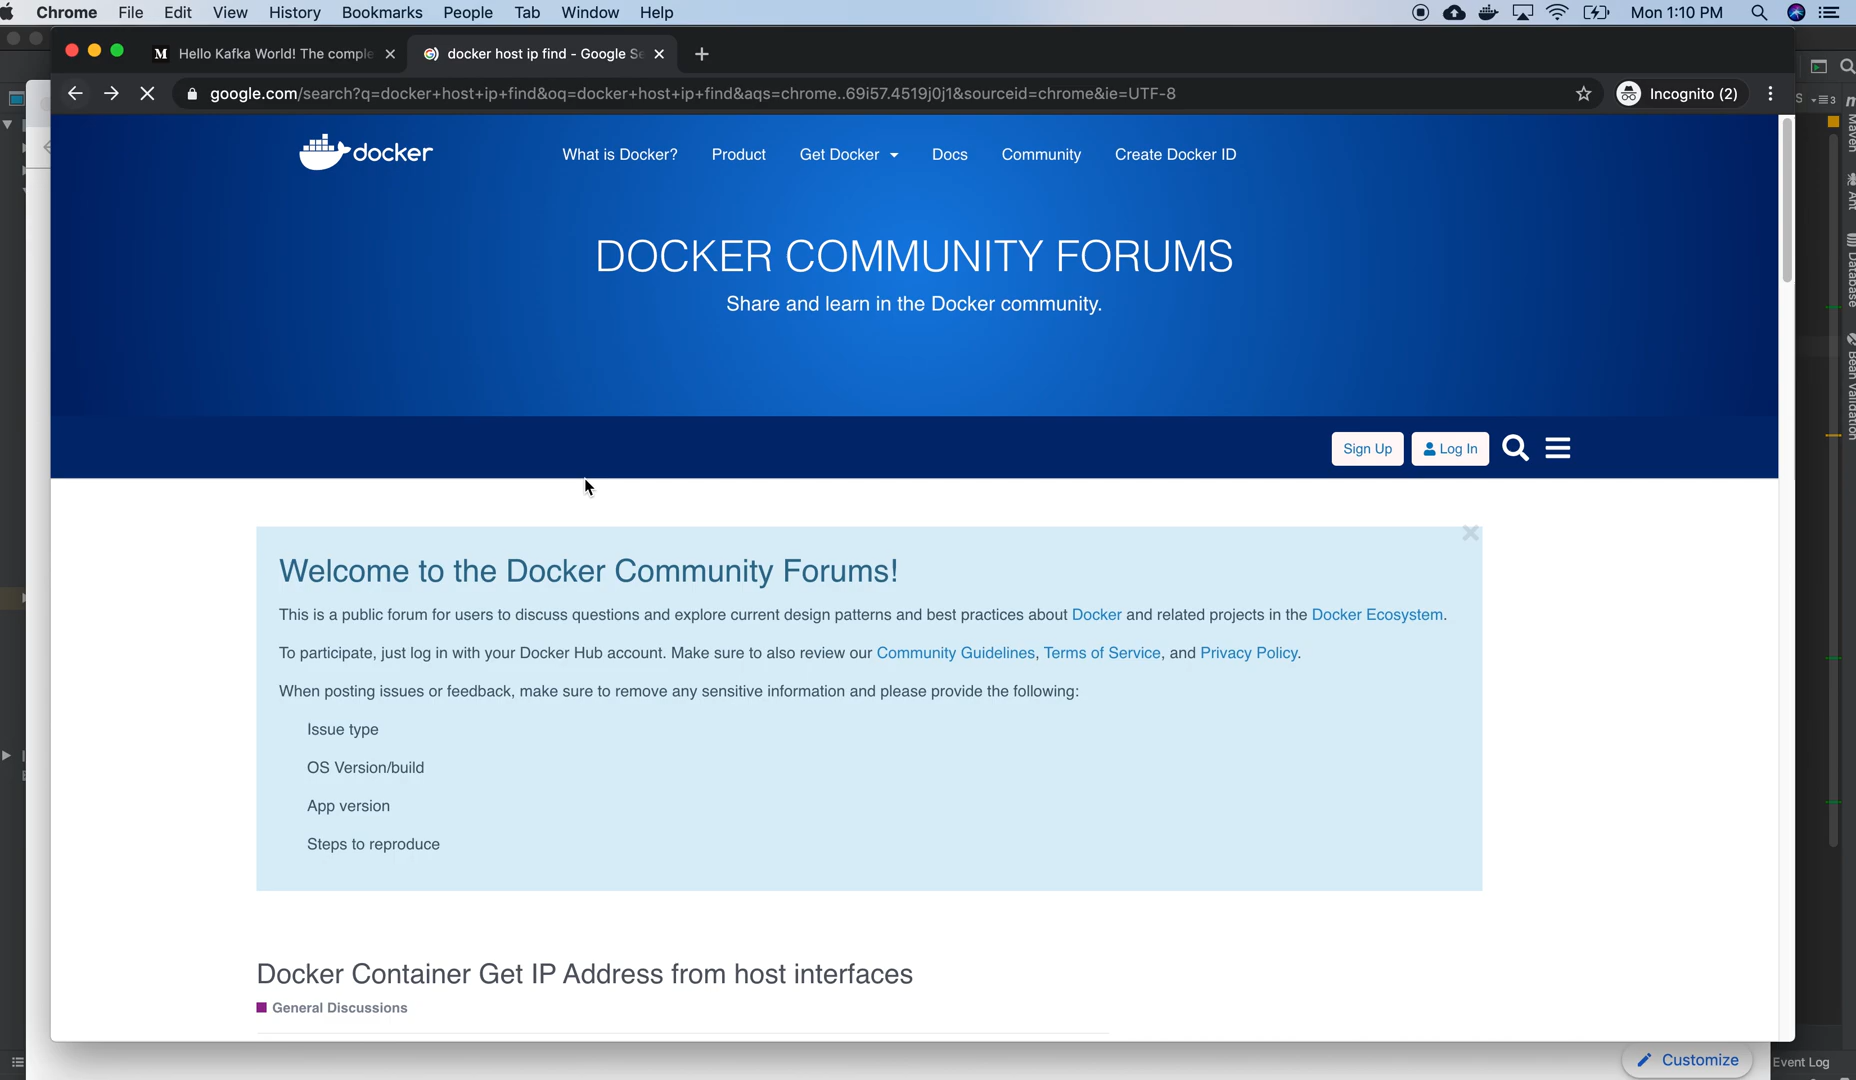 Chrome File Edit View History Bookmarks People Tab Window Help Mon 1:10 PM
M Hello Kafka World! The comple docker host ip find - Google Se
google.com/search?q=docker+host+ip+find&oq=docker+host+ip+find&aqs=chrome..69i57.4519j0j1&sourceid=chrome&ie=UTF-8 Incognito (2)
docker What is Docker? Product Get Docker Docs Community Create Docker ID
DOCKER COMMUNITY FORUMS
Share and learn in the Docker community.
Sign Up Log In
Welcome to the Docker Community Forums!
This is a public forum for users to discuss questions and explore current design patterns and best practices about Docker and related projects in the Docker Ecosystem.
To participate, just log in with your Docker Hub account. Make sure to also review our Community Guidelines, Terms of Service, and Privacy Policy.
When posting issues or feedback, make sure to remove any sensitive information and please provide the following:
Issue type
OS Version/build
App version
Steps to reproduce
Docker Container Get IP Address from host interfaces
General Discussions
Customize
Event Log
Maven
Ant
Database
Bean Validation